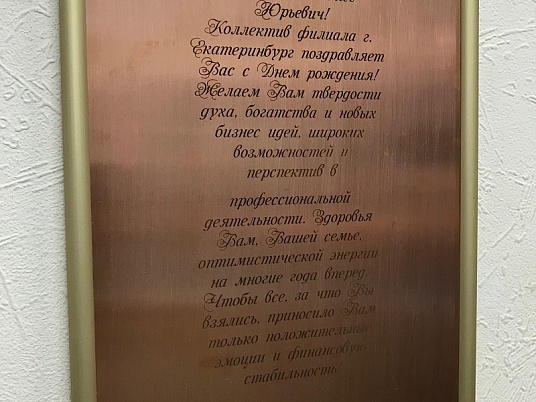 Юрьевич!
Коллектив филиала г.
Екатеринбург поздравляет
Вас с Днем рождения!
Желаем Вам твердости
духа, богатства и новых
бизнес идей, широких
возможностей и
перспектив в
профессиональной
деятельности. Здоровья
Вам, Вашей семье,
оптимистической энергии
на многие года вперед.
Чтобы все, за что Вы
взялись, приносило Вам
только положительные
эмоции и финансовую
стабильность